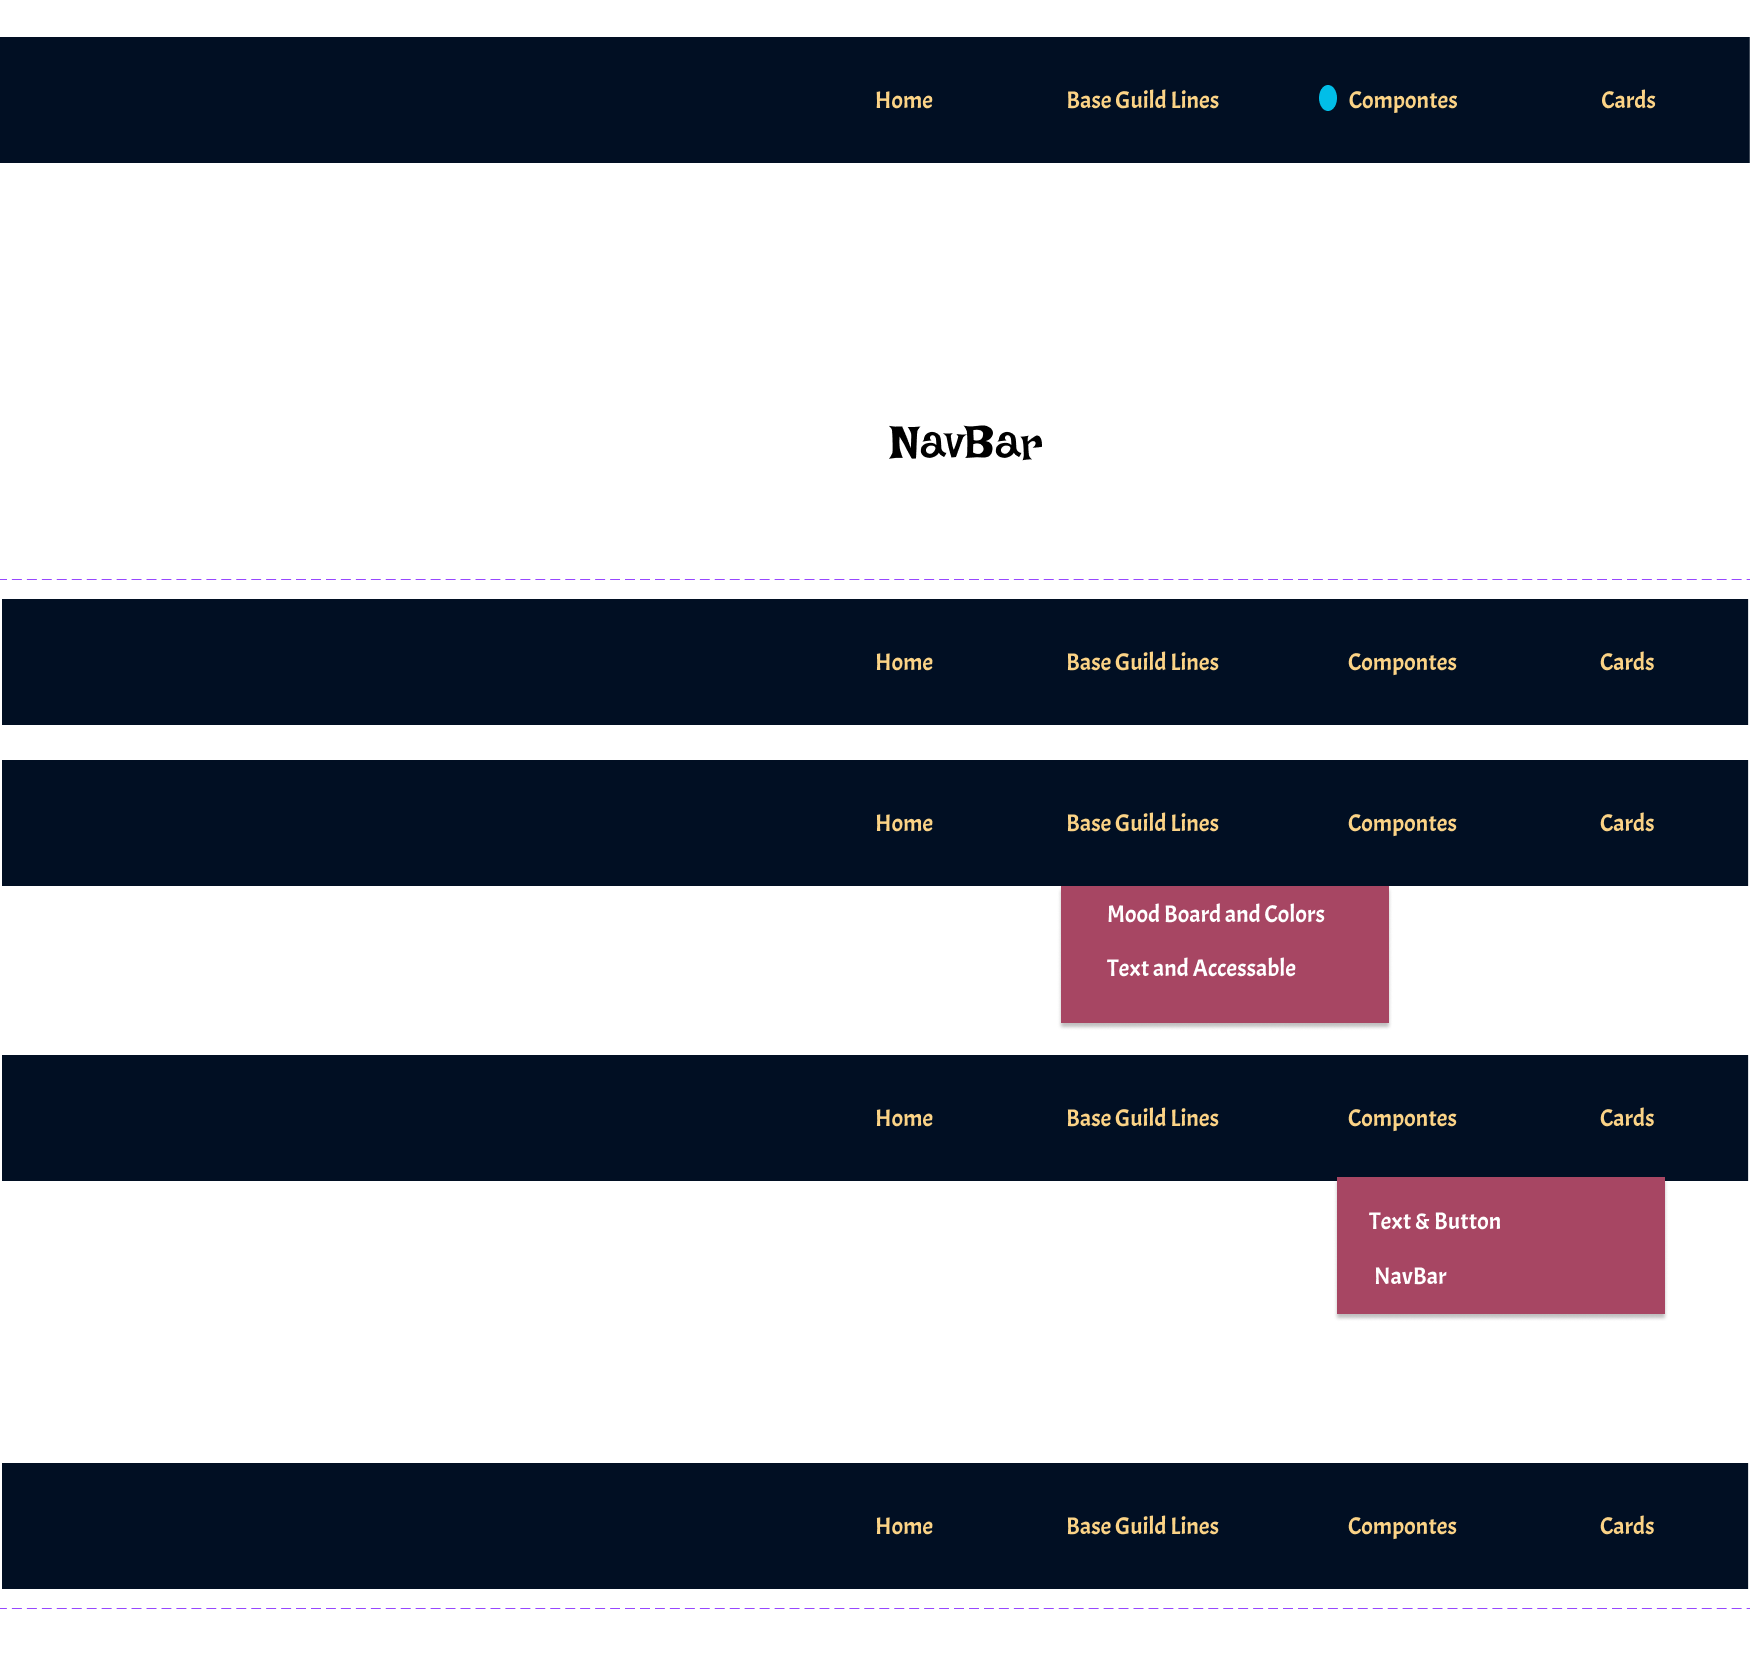 Home Base Guild Lines Compontes Cards
NavBar
Home Base Guild Lines Compontes Cards
Home Base Guild Lines Compontes Cards
Mood Board and Colors
Text and Accessable
Home Base Guild Lines Compontes Cards
Text & Button
NavBar
Home Base Guild Lines Compontes Cards